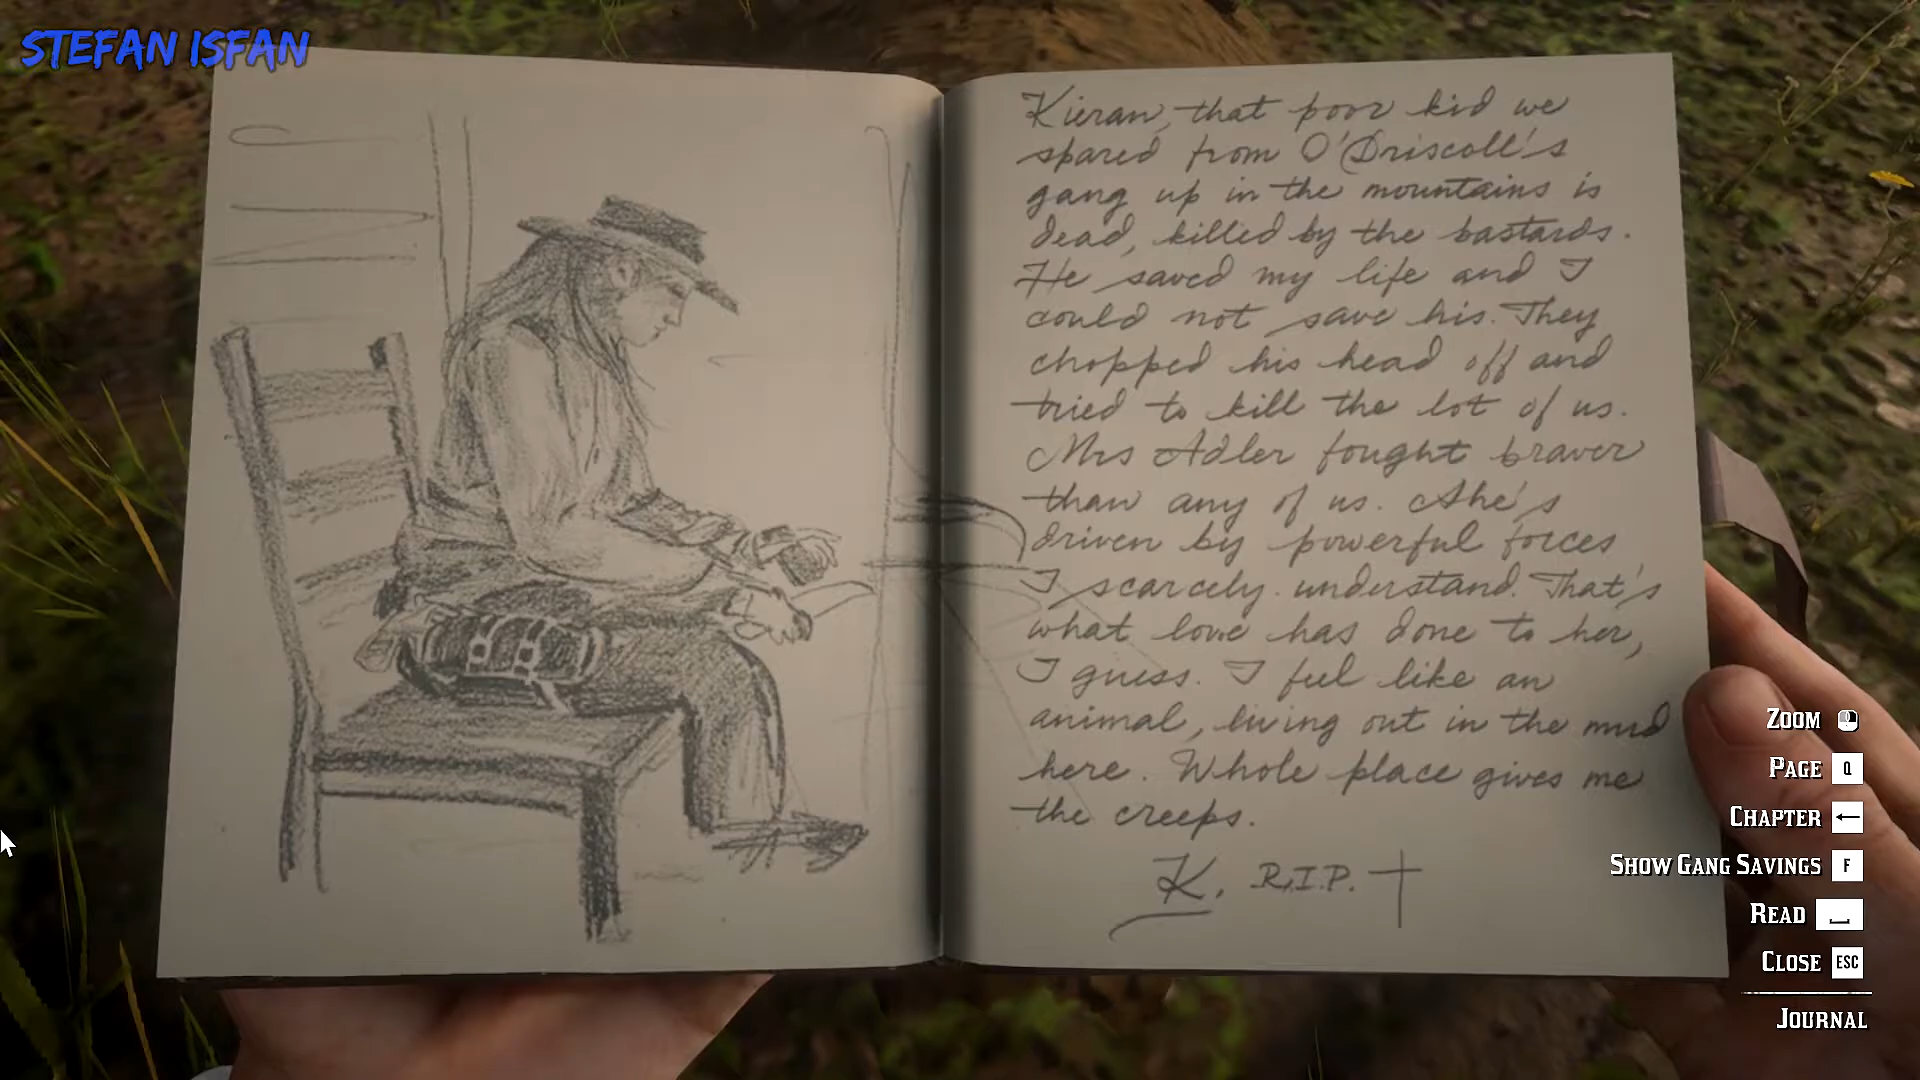 STEFAN ISFAN
Kieran, that poor kid we
spared from O'Driscoll's
gang up in the mountains is
dead, killed by the bastards.
He saved my life and I
could not save his. They
chopped his head off and
tried to kill the lot of us.
Mrs Adler fought braver
than any of us. She's
driven by powerful forces
I scarcely understand. That's
what love has done to her,
I guess. I feel like an
animal, living out in the mud
here. Whole place gives me
the creeps.
K. R.I.P.
ZOOM
PAGE Q
CHAPTER ←
SHOW GANG SAVINGS F
READ
CLOSE ESC
JOURNAL